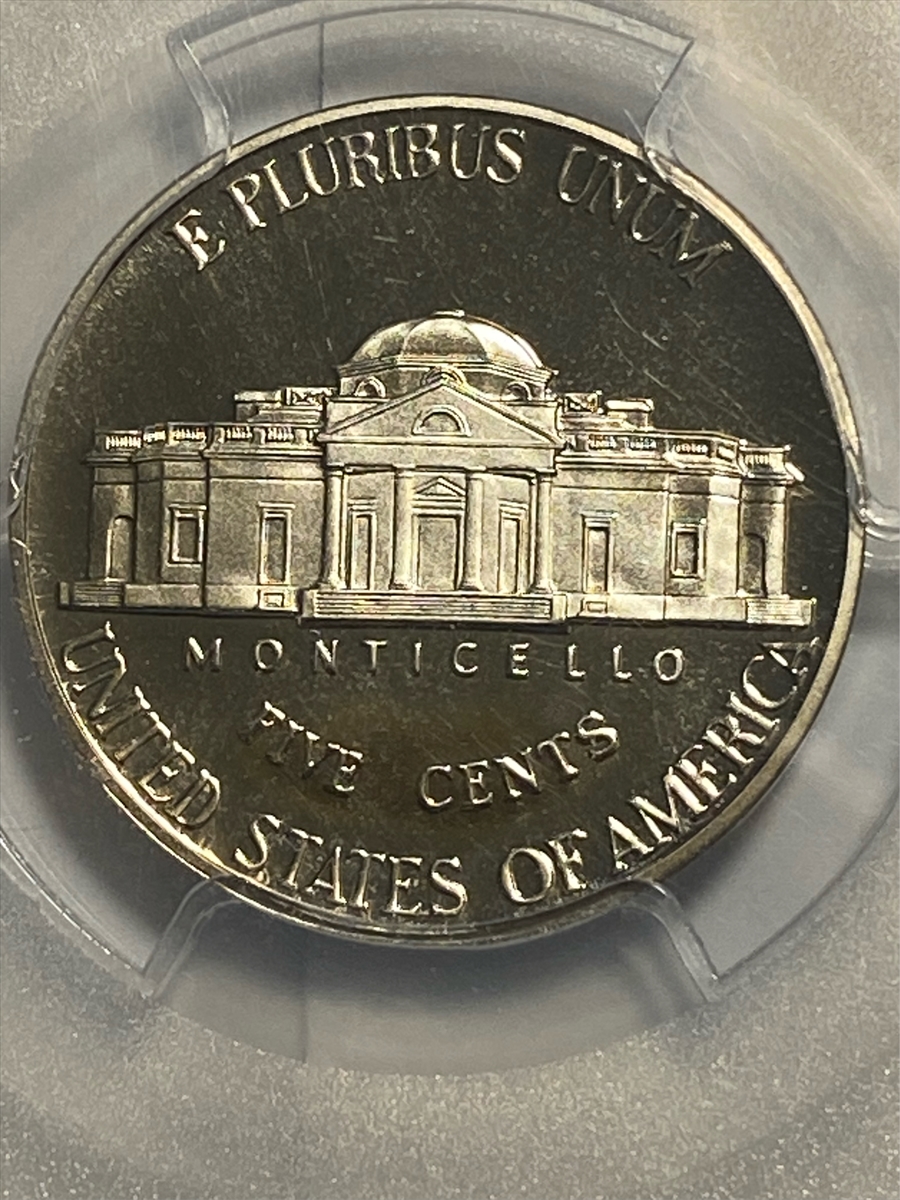 E PLURIBUS UNUM
MONTICELLO
FIVE CENTS
UNITED STATES OF AMERICA